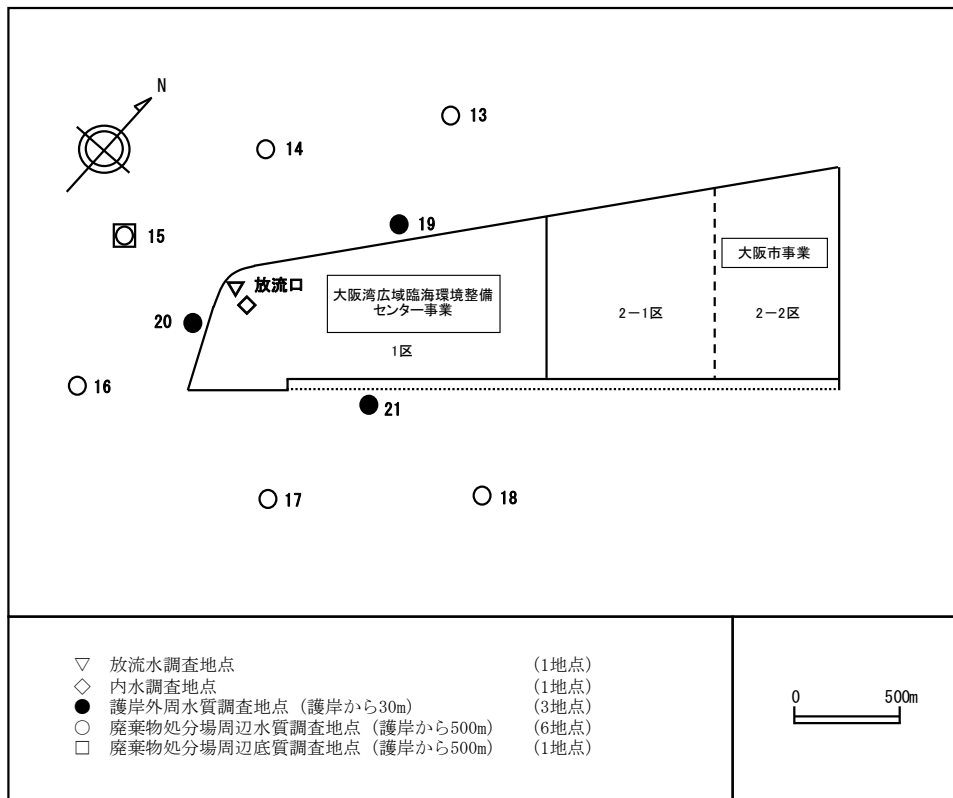 N
13
14
15
19
放流口
大阪市事業
大阪湾広域臨海環境整備
センター事業
20
2－1区
2－2区
1区
16
21
17
18
▽ 放流水調査地点 (1地点)
◇ 内水調査地点 (1地点)
● 護岸外周水質調査地点 (護岸から30m) (3地点)
○ 廃棄物処分場周辺水質調査地点 (護岸から500m) (6地点)
□ 廃棄物処分場周辺底質調査地点 (護岸から500m) (1地点)
0 500m